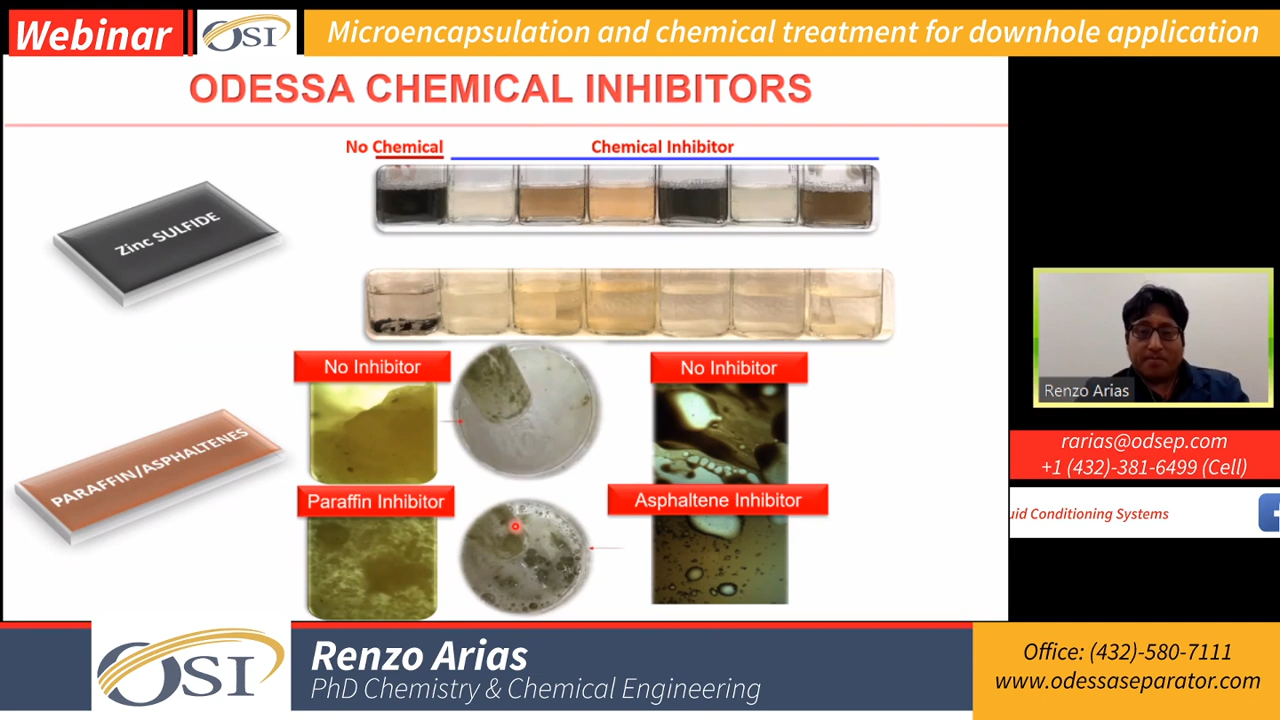 Webinar
OSI
Microencapsulation and chemical treatment for downhole application
ODESSA CHEMICAL INHIBITORS
No Chemical
Chemical Inhibitor
Zinc SULFIDE
No Inhibitor
No Inhibitor
PARAFFIN/ASPHALTENES
Paraffin Inhibitor
Asphaltene Inhibitor
Renzo Arias
rarias@odsep.com
+1 (432)-381-6499 (Cell)
uid Conditioning Systems
OSI
Renzo Arias
PhD Chemistry & Chemical Engineering
Office: (432)-580-7111
www.odessaseparator.com